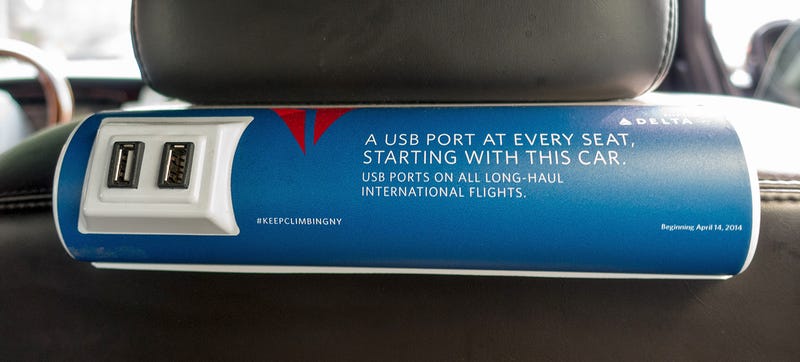 DELTA
A USB PORT AT EVERY SEAT,
STARTING WITH THIS CAR.
USB PORTS ON ALL LONG-HAUL
INTERNATIONAL FLIGHTS.
#KEEPCLIMBINGNY
Beginning April 14, 2014